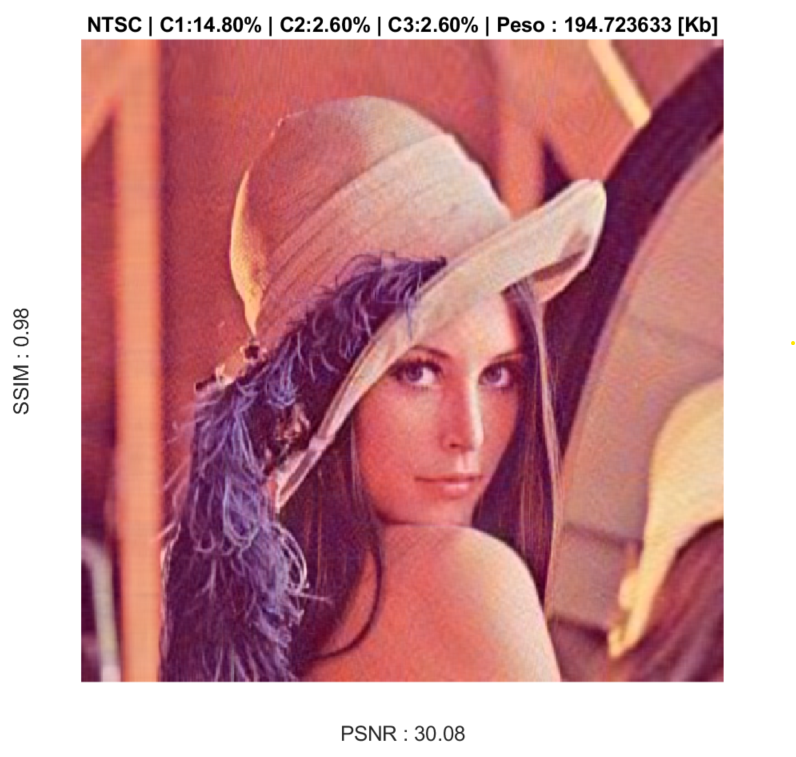 NTSC | C1:14.80% | C2:2.60% | C3:2.60% | Peso : 194.723633 [Kb]
SSIM : 0.98
PSNR : 30.08